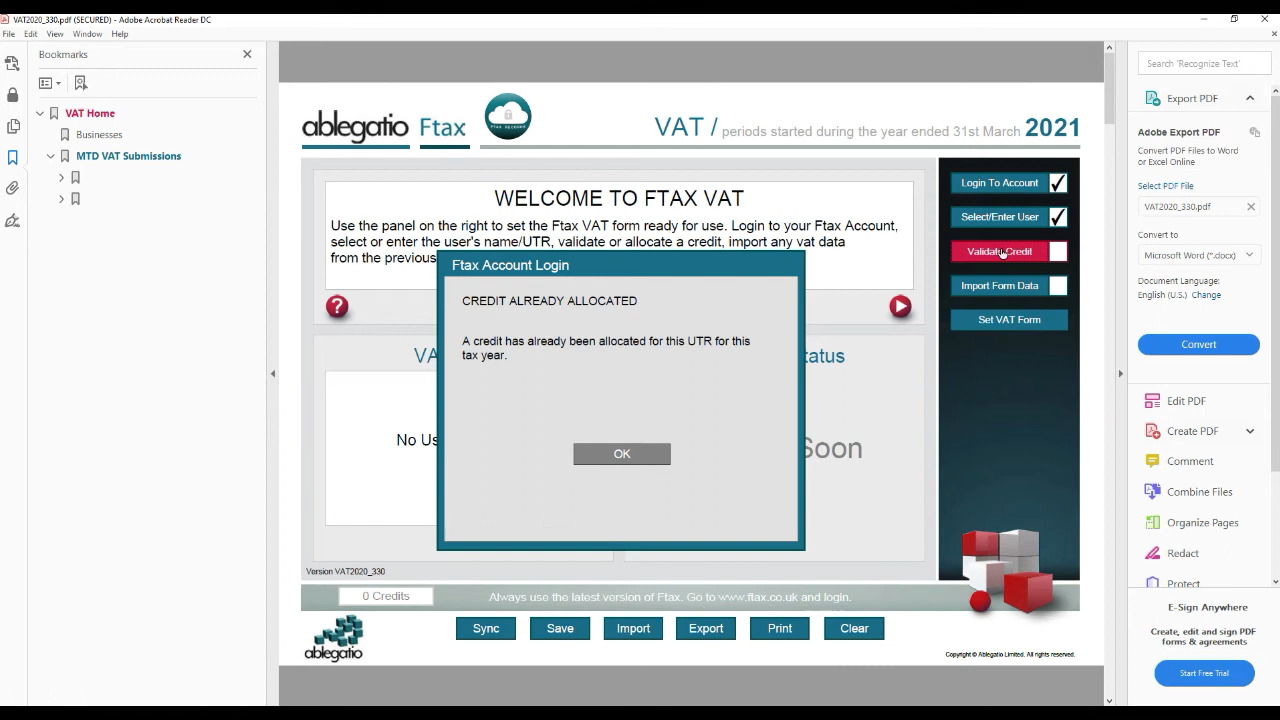 VAT2020_330.pdf (SECURED) - Adobe Acrobat Reader DC
File Edit View Window Help
Bookmarks
VAT Home
Businesses
MTD VAT Submissions
ablegatio Ftax
FTAX ACCOUNT
VAT / periods started during the year ended 31st March 2021
WELCOME TO FTAX VAT
Use the panel on the right to set the Ftax VAT form ready for use. Login to your Ftax Account,
select or enter the user's name/UTR, validate or allocate a credit, import any vat data
from the previous
Ftax Account Login
CREDIT ALREADY ALLOCATED
A credit has already been allocated for this UTR for this
tax year.
OK
?
VA
tatus
No Us
Soon
Login To Account
Select/Enter User
Validate Credit
Import Form Data
Set VAT Form
Version VAT2020_330
0 Credits
Always use the latest version of Ftax. Go to www.ftax.co.uk and login.
Sync
Save
Import
Export
Print
Clear
ablegatio
Copyright © Ablegatio Limited. All rights reserved.
Search 'Recognize Text'
Export PDF
Adobe Export PDF
Convert PDF Files to Word
or Excel Online
Select PDF File
VAT2020_330.pdf
Convert to
Microsoft Word (*.docx)
Document Language:
English (U.S.) Change
Convert
Edit PDF
Create PDF
Comment
Combine Files
Organize Pages
Redact
Protect
E-Sign Anywhere
Create, edit and sign PDF
forms & agreements
Start Free Trial